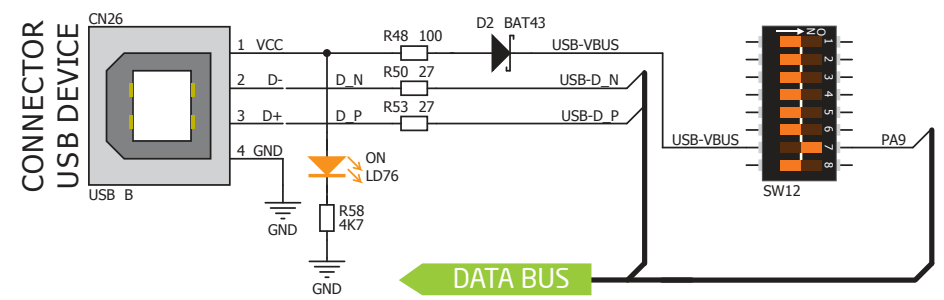 CONNECTOR
USB DEVICE
CN26
1 VCC
2 D-
3 D+
4 GND
USB B
GND
D_N
D_P
R48 100
R50 27
R53 27
D2 BAT43
USB-VBUS
USB-D_N
USB-D_P
ON
LD76
R58
4K7
GND
USB-VBUS
ON
1
2
3
4
5
6
7
8
SW12
PA9
DATA BUS